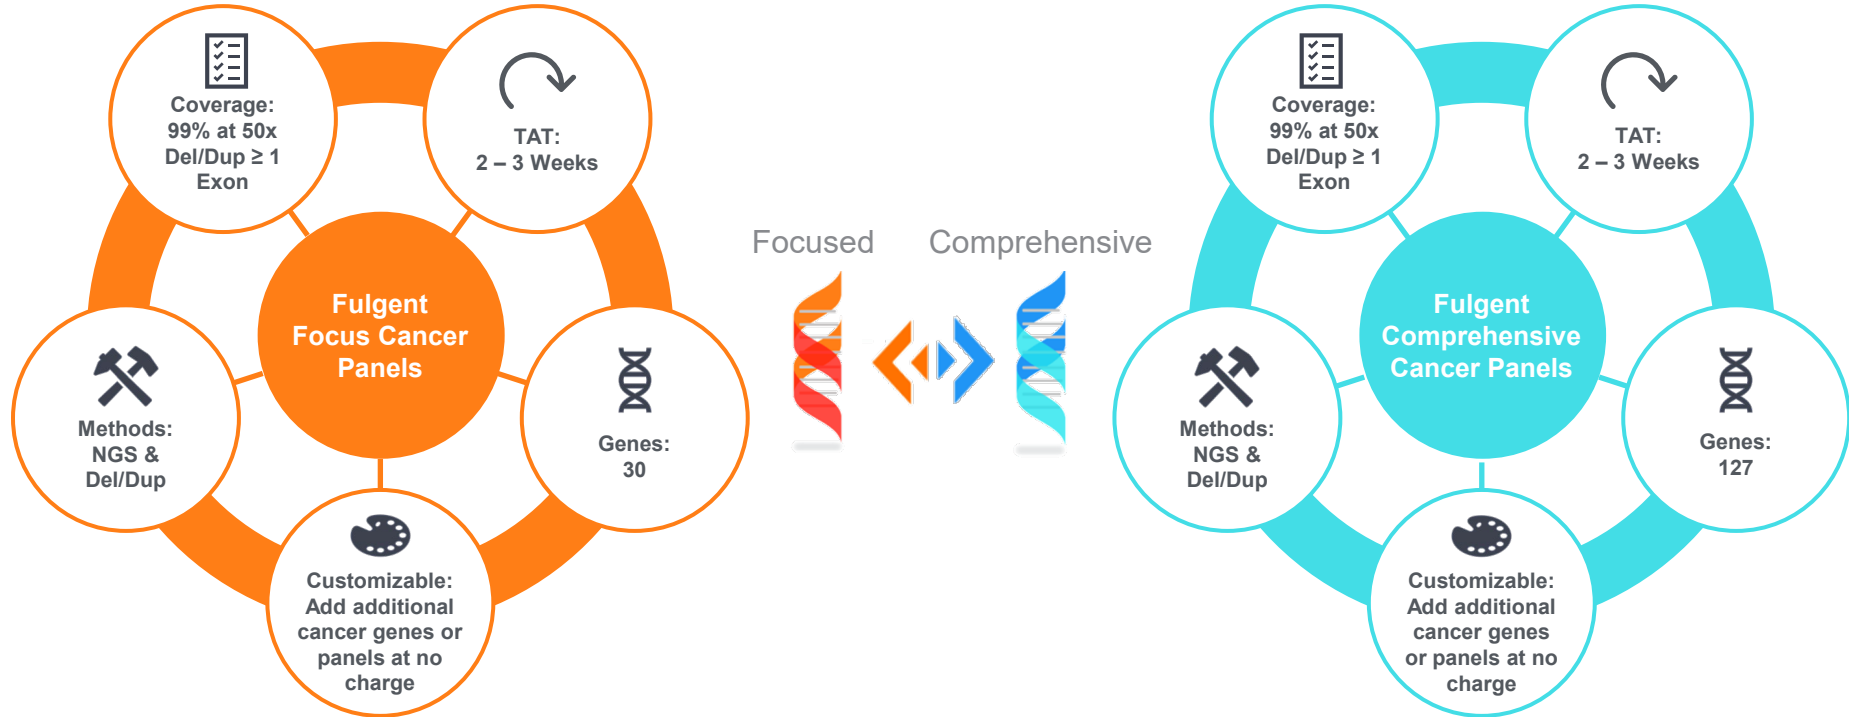 Coverage:
99% at 50x
Del/Dup ≥ 1
Exon
TAT:
2 – 3 Weeks
Fulgent
Focus Cancer
Panels
Methods:
NGS &
Del/Dup
Genes:
30
Customizable:
Add additional
cancer genes or
panels at no
charge
Focused
Comprehensive
Coverage:
99% at 50x
Del/Dup ≥ 1
Exon
TAT:
2 – 3 Weeks
Fulgent
Comprehensive
Cancer Panels
Methods:
NGS &
Del/Dup
Genes:
127
Customizable:
Add additional
cancer genes
or panels at no
charge